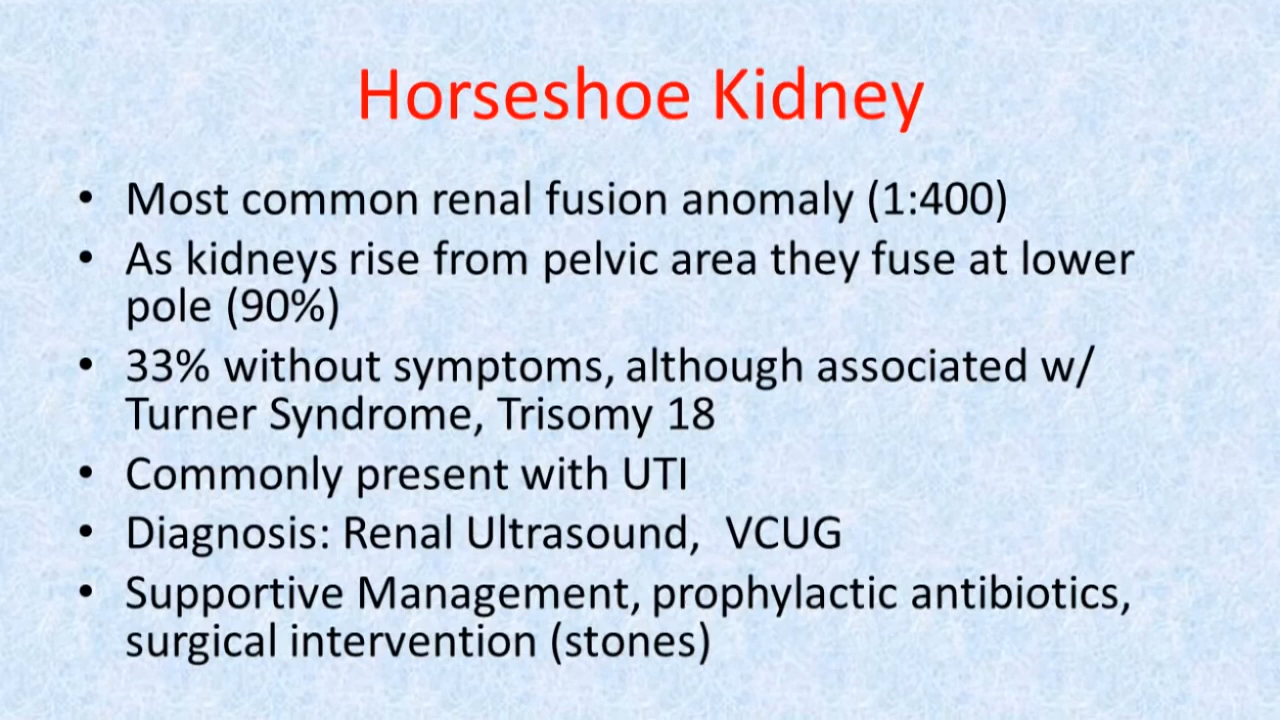 Horseshoe Kidney
• Most common renal fusion anomaly (1:400)
• As kidneys rise from pelvic area they fuse at lower
pole (90%)
• 33% without symptoms, although associated w/
Turner Syndrome, Trisomy 18
• Commonly present with UTI
• Diagnosis: Renal Ultrasound,  VCUG
• Supportive Management, prophylactic antibiotics,
surgical intervention (stones)